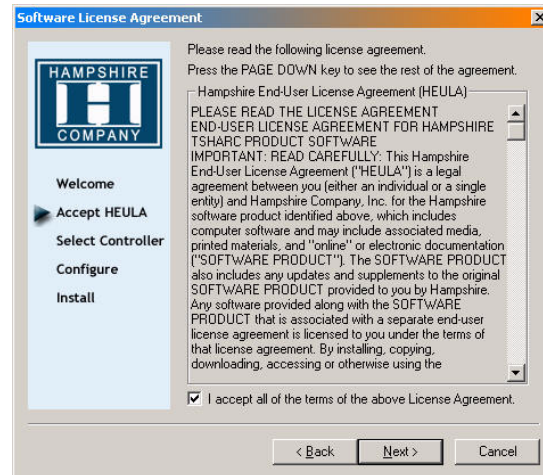 Software License Agreement
HAMPSHIRE
H
COMPANY
Welcome
Accept HEULA
Select Controller
Configure
Install
Please read the following license agreement.
Press the PAGE DOWN key to see the rest of the agreement.
Hampshire End-User License Agreement (HEULA)
PLEASE READ THE LICENSE AGREEMENT
END-USER LICENSE AGREEMENT FOR HAMPSHIRE
TSHARC PRODUCT SOFTWARE
IMPORTANT: READ CAREFULLY: This Hampshire
End-User License Agreement ("HEULA") is a legal
agreement between you (either an individual or a single
entity) and Hampshire Company, Inc. for the Hampshire
software product identified above, which includes
computer software and may include associated media,
printed materials, and "online" or electronic documentation
("SOFTWARE PRODUCT"). The SOFTWARE PRODUCT
also includes any updates and supplements to the original
SOFTWARE PRODUCT provided to you by Hampshire.
Any software provided along with the SOFTWARE
PRODUCT that is associated with a separate end-user
license agreement is licensed to you under the terms of
that license agreement. By installing, copying,
downloading, accessing or otherwise using the
I accept all of the terms of the above License Agreement.
< Back
Next >
Cancel